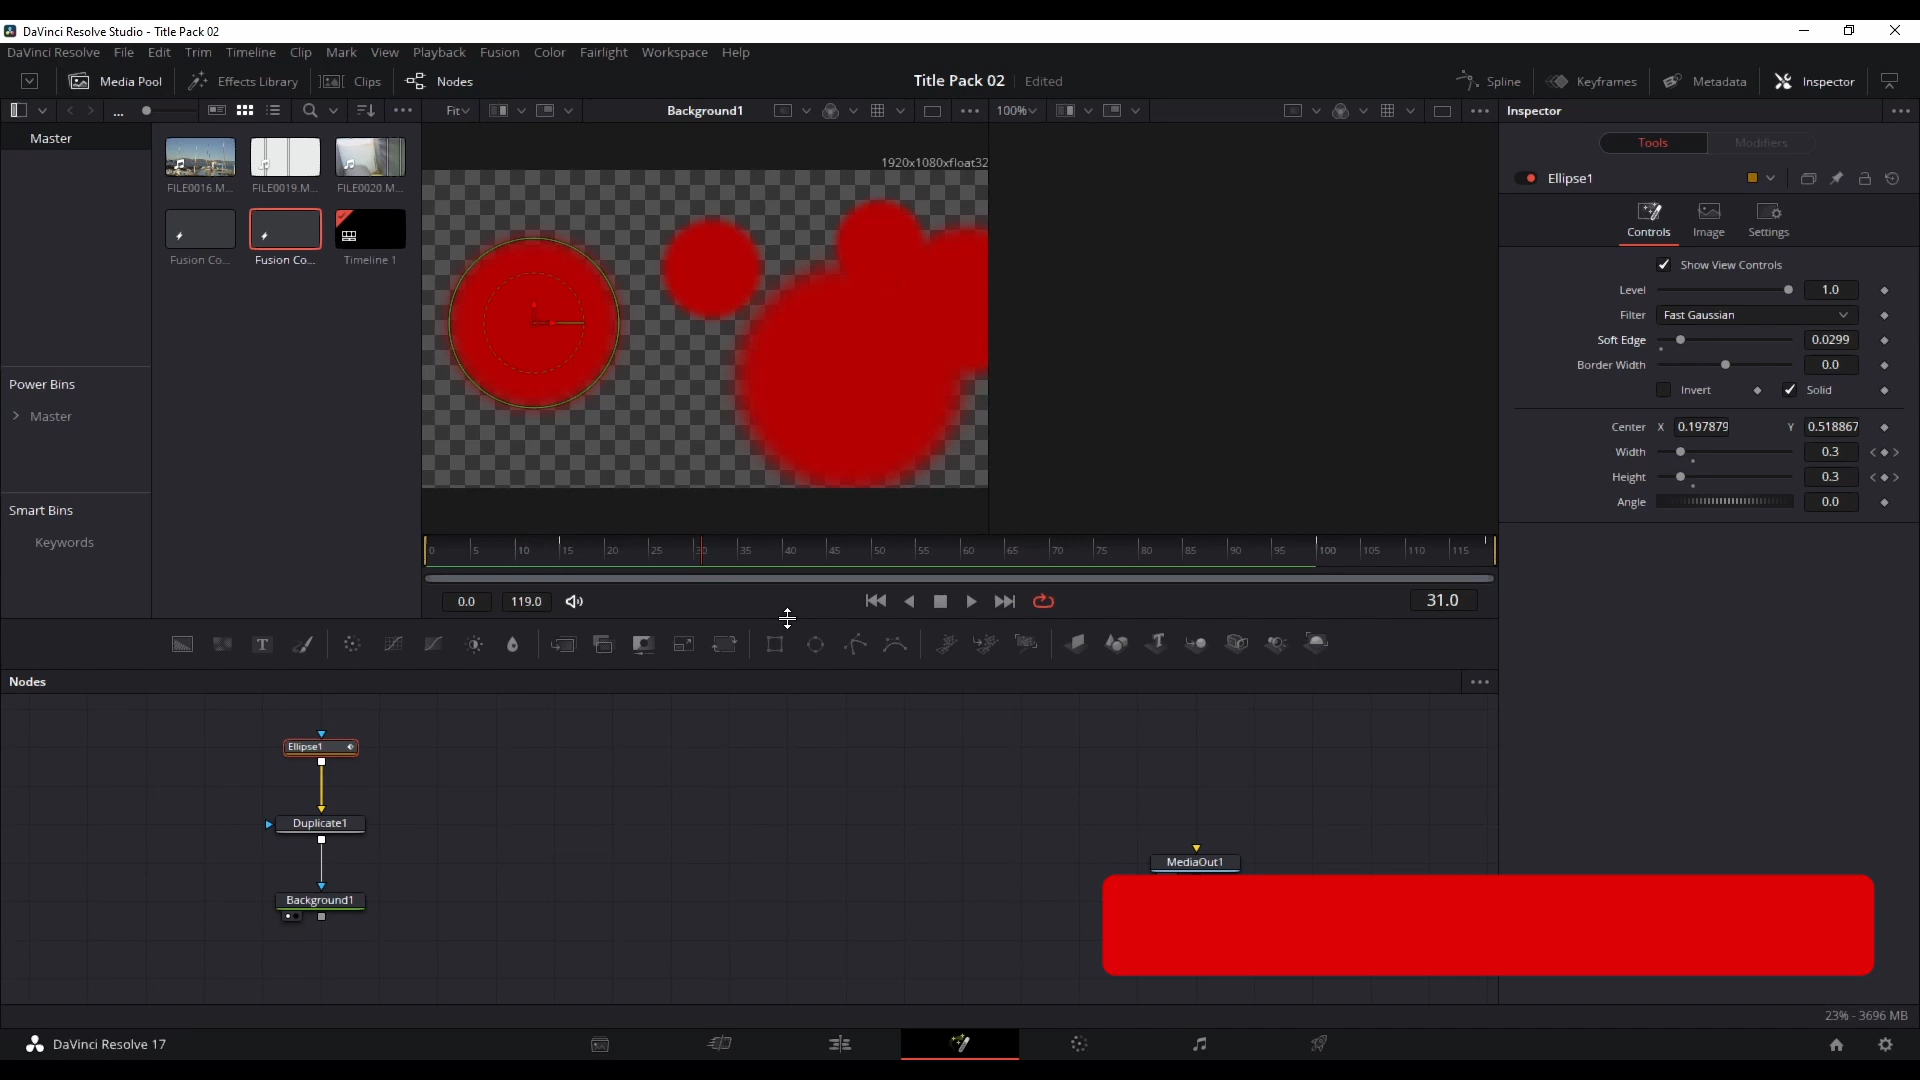 DaVinci Resolve Studio - Title Pack 02
DaVinci Resolve File Edit Trim Timeline Clip Mark View Playback Fusion Color Fairlight Workspace Help
Media Pool Effects Library Clips Nodes Title Pack 02 Edited Spline Keyframes Metadata Inspector
... Fit Background1 100% Inspector
Master
Tools Modifiers
1920x1080xfloat32
Ellipse1
FILE0016.M... FILE0019.M... FILE0020.M...
Controls Image Settings
Fusion Co... Fusion Co... Timeline 1
Show View Controls
Level 1.0
Filter Fast Gaussian
Soft Edge 0.0299
Border Width 0.0
Invert Solid
Power Bins
Master
Center X 0.197879 Y 0.518867
Width 0.3
Height 0.3
Angle 0.0
Smart Bins
Keywords
0 5 10 15 20 25 30 35 40 45 50 55 60 65 70 75 80 85 90 95 100 105 110 115
0.0 119.0 31.0
Nodes
Ellipse1
Duplicate1
MediaOut1
Background1
23% - 3696 MB
DaVinci Resolve 17